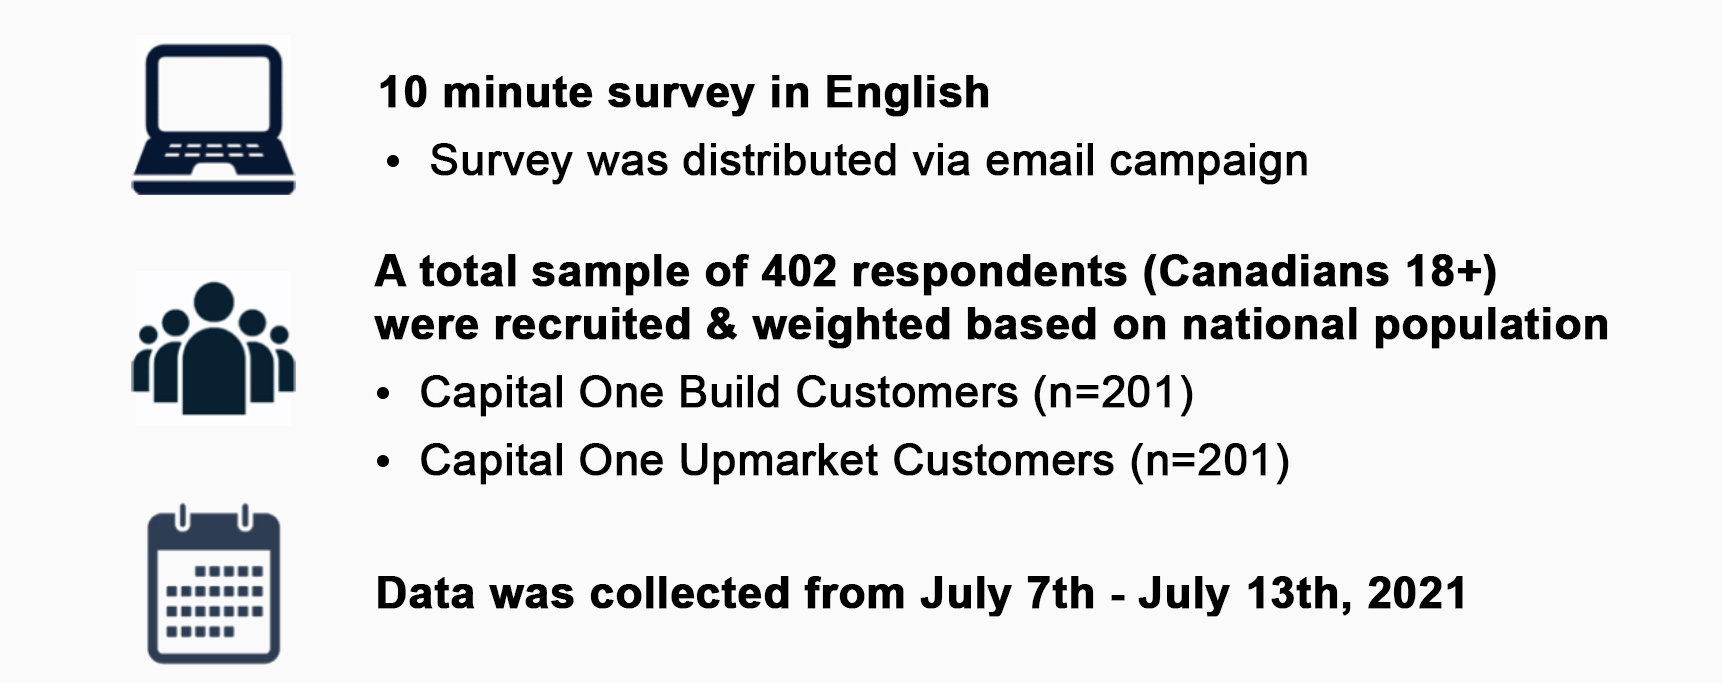 10 minute survey in English
• Survey was distributed via email campaign
A total sample of 402 respondents (Canadians 18+)
were recruited & weighted based on national population
• Capital One Build Customers (n=201)
• Capital One Upmarket Customers (n=201)
Data was collected from July 7th - July 13th, 2021